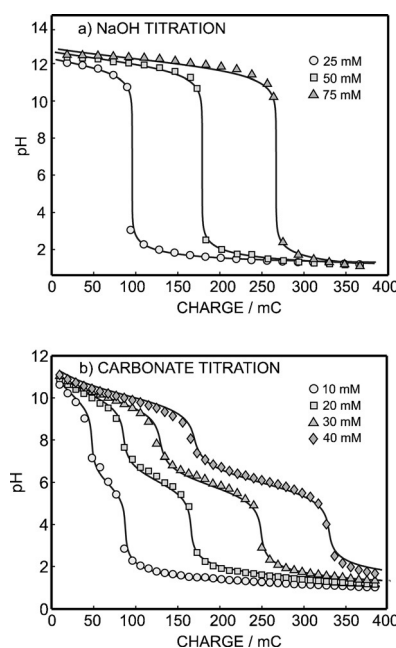 a) NaOH TITRATION
14
12
10
8
6
4
2
pH
25 mM
50 mM
75 mM
0 50 100 150 200 250 300 350 400
CHARGE / mC
b) CARBONATE TITRATION
12
10
8
6
4
2
0
pH
10 mM
20 mM
30 mM
40 mM
0 50 100 150 200 250 300 350 400
CHARGE / mC